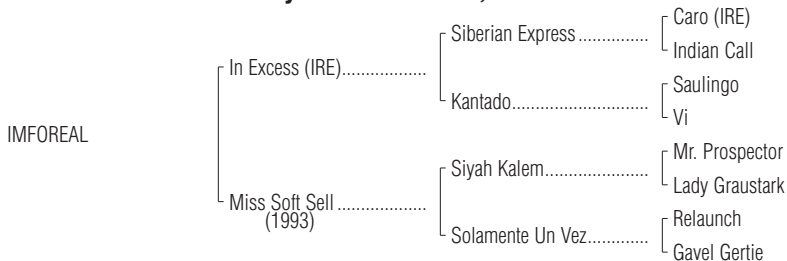 Caro (IRE)
Siberian Express...............
Indian Call
In Excess (IRE)..................
Saulingo
Kantado............................
Vi
IMFOREAL
Mr. Prospector
Siyah Kalem.....................
Lady Graustark
Miss Soft Sell ..................
(1993)
Relaunch
Solamente Un Vez.............
Gavel Gertie